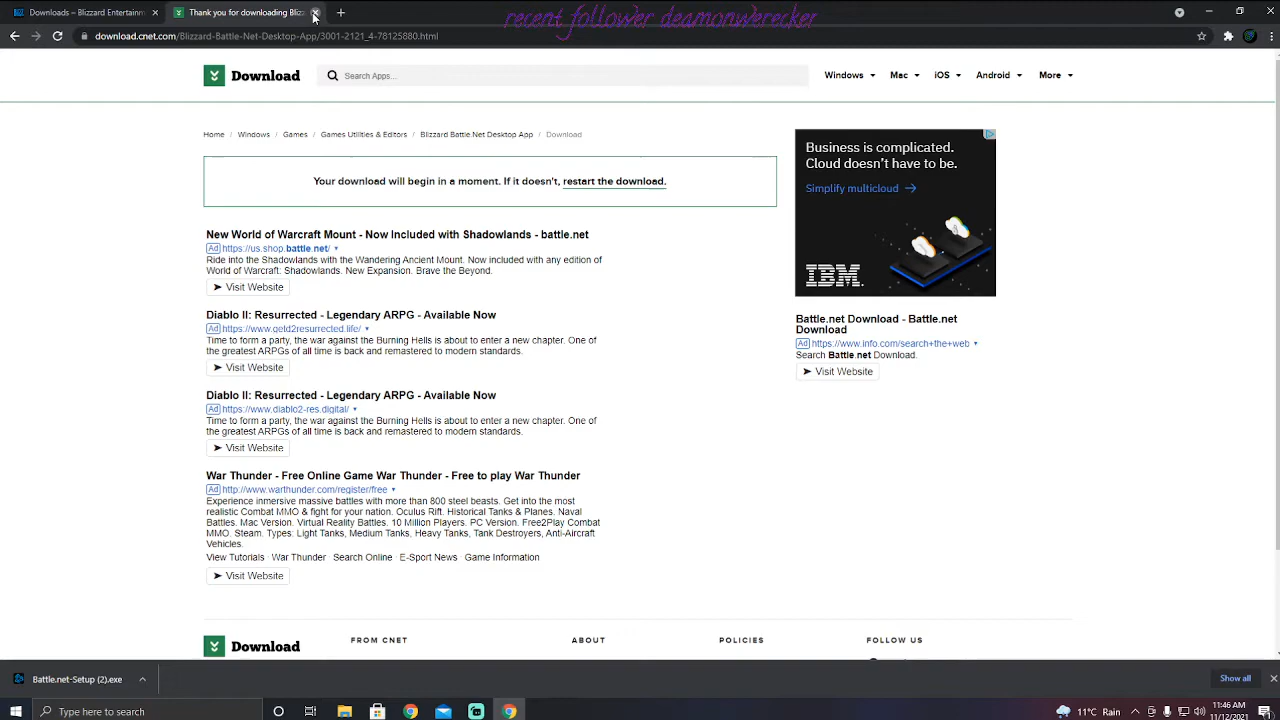 Downloads – Blizzard Entertainm
Thank you for downloading Bliz
recent follower deamonwerecker
download.cnet.com/Blizzard-Battle-Net-Desktop-App/3001-2121_4-76125880.html
Download
Search Apps...
Windows
Mac
iOS
Android
More
Home / Windows / Games / Games Utilities & Editors / Blizzard Battle.Net Desktop App / Download
Your download will begin in a moment. If it doesn't, restart the download.
New World of Warcraft Mount - Now Included with Shadowlands - battle.net
Ad https://us.shop.battle.net/
Ride into the Shadowlands with the Wandering Ancient Mount. Now included with any edition of
World of Warcraft: Shadowlands. New Expansion. Brave the Beyond.
Visit Website
Diablo II: Resurrected - Legendary ARPG - Available Now
Ad https://www.getd2resurrected.life/
Time to form a party, the war against the Burning Hells is about to enter a new chapter. One of
the greatest ARPGs of all time is back and remastered to modern standards.
Visit Website
Diablo II: Resurrected - Legendary ARPG - Available Now
Ad https://www.diablo2-res.digital/
Time to form a party, the war against the Burning Hells is about to enter a new chapter. One of
the greatest ARPGs of all time is back and remastered to modern standards.
Visit Website
War Thunder - Free Online Game War Thunder - Free to play War Thunder
Ad http://www.warthunder.com/register/free
Experience inmersive massive battles with more than 800 steel beasts. Get into the most
realistic Combat MMO & fight for your nation. Oculus Rift. Historical Tanks & Planes. Naval
Battles. Mac Version. Virtual Reality Battles. 10 Million Players. PC Version. Free2Play Combat
MMO. Steam. Types: Light Tanks, Medium Tanks, Heavy Tanks, Tank Destroyers, Anti-Aircraft
Vehicles.
View Tutorials · War Thunder · Search Online · E-Sport News · Game Information
Visit Website
Business is complicated.
Cloud doesn't have to be.
Simplify multicloud
IBM
Battle.net Download - Battle.net
Download
Ad https://www.info.com/search+the+web
Search Battle.net Download.
Visit Website
Download
FROM CNET
ABOUT
POLICIES
FOLLOW US
Battle.net-Setup (2).exe
Show all
Type here to search
11°C Rain
11:46 AM